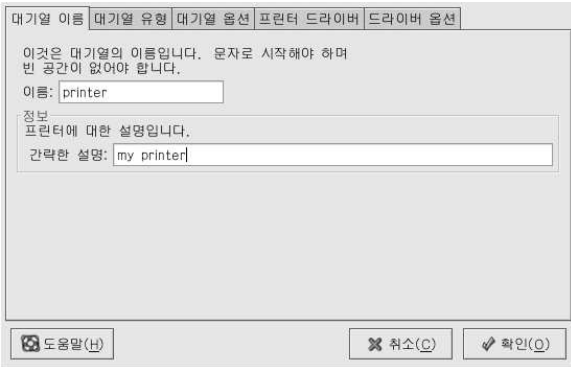 대기열 이름 대기열 유형 대기열 옵션 프린터 드라이버 드라이버 옵션
이것은 대기열의 이름입니다. 문자로 시작해야 하며
빈 공간이 없어야 합니다.
이름: printer
정보
프린터에 대한 설명입니다.
간략한 설명: my printer
도움말(H) 취소(C) 확인(O)